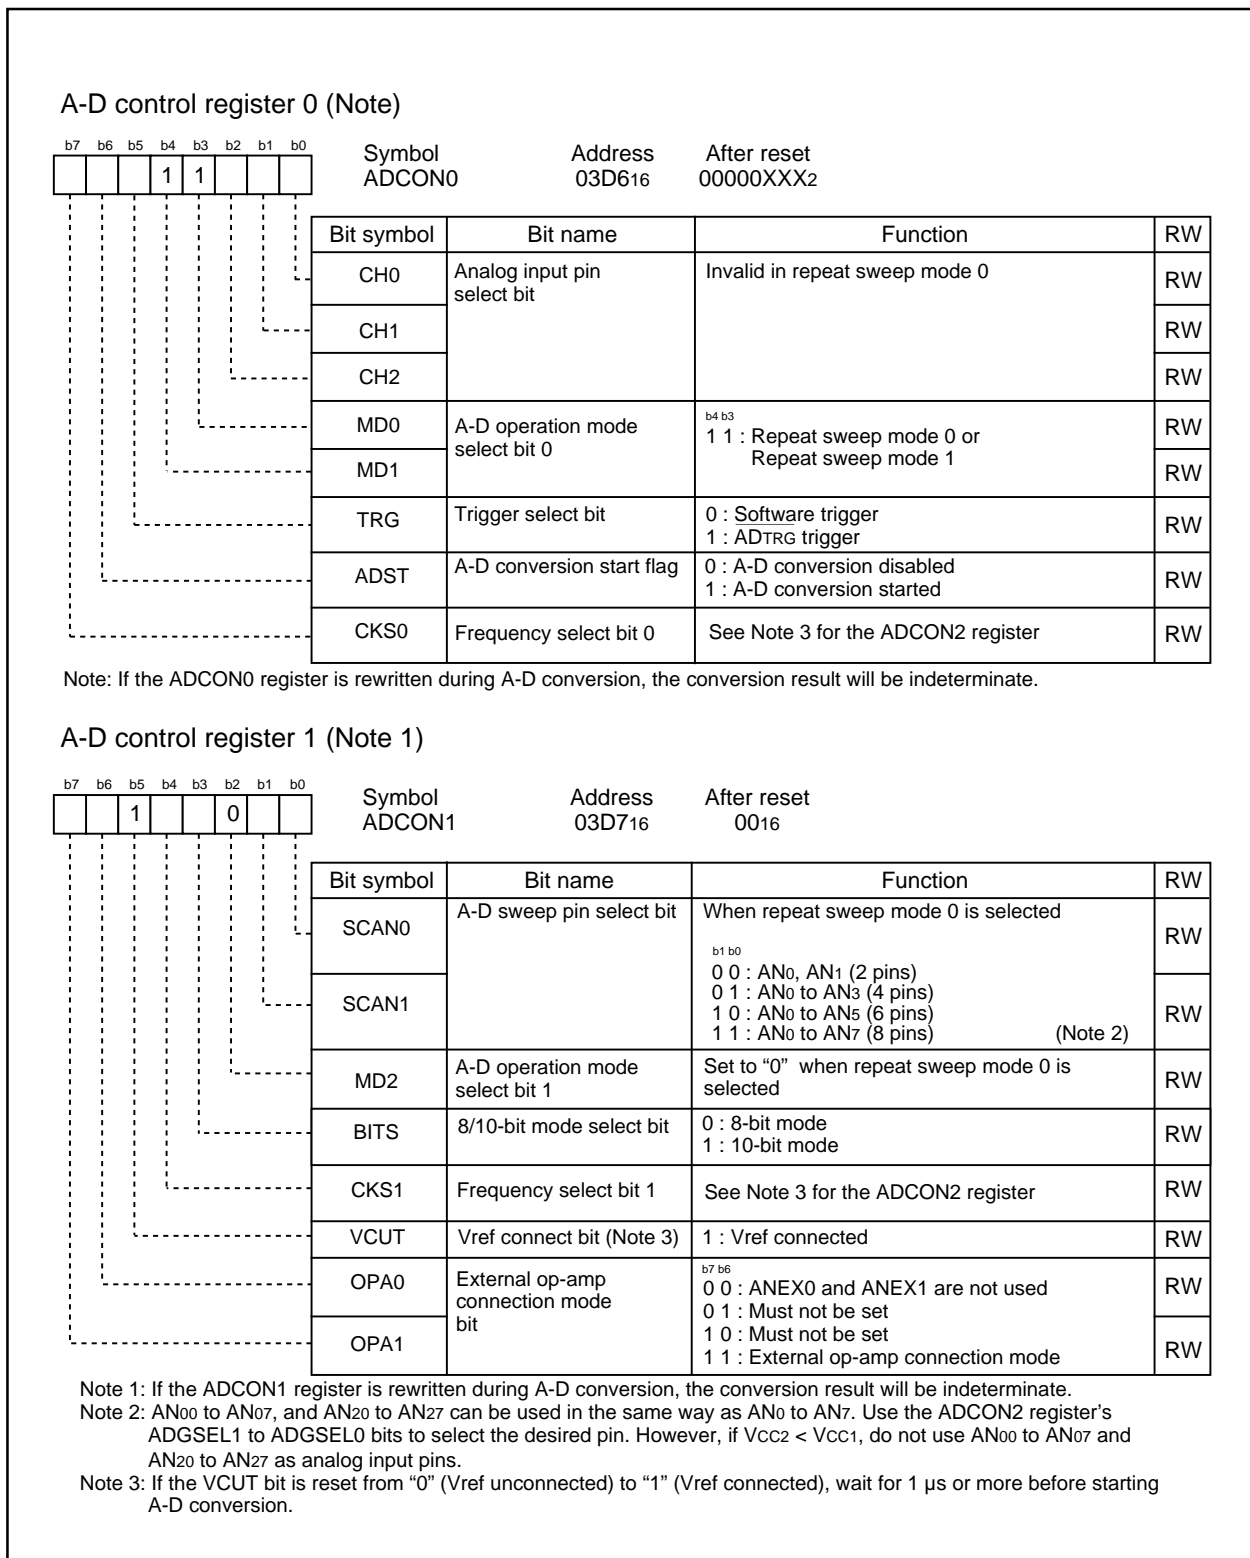 A-D control register 0 (Note)
b7 b6 b5 b4 b3 b2 b1 b0
1 1
Symbol Address After reset
ADCON0 03D616 00000XXX2
Bit symbol Bit name Function RW
CH0 Analog input pin select bit Invalid in repeat sweep mode 0 RW
CH1 RW
CH2 RW
MD0 A-D operation mode select bit 0 b4 b3 RW
1 1 : Repeat sweep mode 0 or
Repeat sweep mode 1
MD1 RW
TRG Trigger select bit 0 : Software trigger RW
1 : ADTRG trigger
ADST A-D conversion start flag 0 : A-D conversion disabled RW
1 : A-D conversion started
CKS0 Frequency select bit 0 See Note 3 for the ADCON2 register RW
Note: If the ADCON0 register is rewritten during A-D conversion, the conversion result will be indeterminate.
A-D control register 1 (Note 1)
b7 b6 b5 b4 b3 b2 b1 b0
1 0
Symbol Address After reset
ADCON1 03D716 0016
Bit symbol Bit name Function RW
SCAN0 A-D sweep pin select bit When repeat sweep mode 0 is selected RW
b1 b0
0 0 : AN0, AN1 (2 pins)
0 1 : AN0 to AN3 (4 pins)
SCAN1 1 0 : AN0 to AN5 (6 pins) RW
1 1 : AN0 to AN7 (8 pins) (Note 2)
MD2 A-D operation mode select bit 1 Set to “0” when repeat sweep mode 0 is selected RW
BITS 8/10-bit mode select bit 0 : 8-bit mode RW
1 : 10-bit mode
CKS1 Frequency select bit 1 See Note 3 for the ADCON2 register RW
VCUT Vref connect bit (Note 3) 1 : Vref connected RW
OPA0 External op-amp connection mode bit b7 b6 RW
0 0 : ANEX0 and ANEX1 are not used
0 1 : Must not be set
1 0 : Must not be set
OPA1 1 1 : External op-amp connection mode RW
Note 1: If the ADCON1 register is rewritten during A-D conversion, the conversion result will be indeterminate.
Note 2: AN00 to AN07, and AN20 to AN27 can be used in the same way as AN0 to AN7. Use the ADCON2 register’s
ADGSEL1 to ADGSEL0 bits to select the desired pin. However, if VCC2 < VCC1, do not use AN00 to AN07 and
AN20 to AN27 as analog input pins.
Note 3: If the VCUT bit is reset from “0” (Vref unconnected) to “1” (Vref connected), wait for 1 µs or more before starting
A-D conversion.